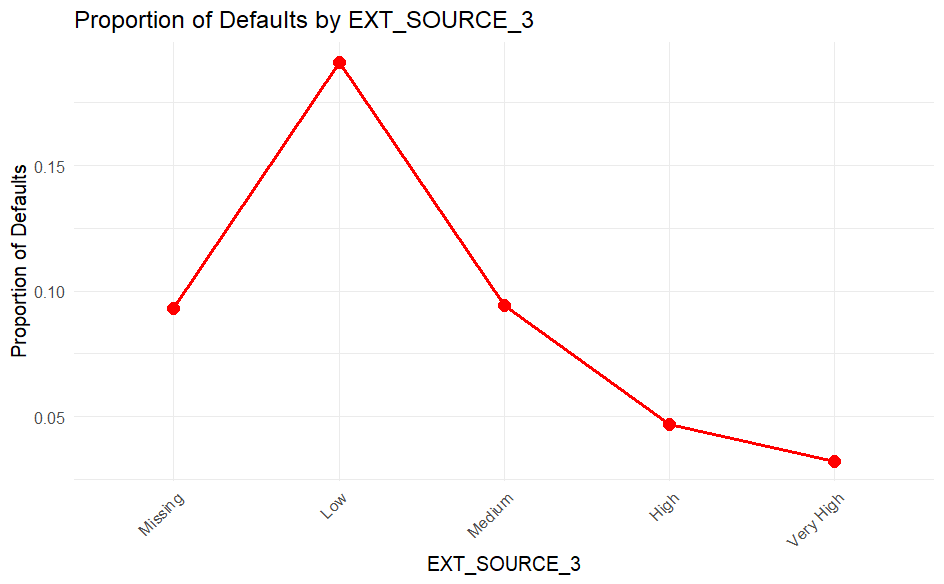 Proportion of Defaults by EXT_SOURCE_3
Proportion of Defaults
0.15
0.10
0.05
Missing
Low
Medium
High
Very High
EXT_SOURCE_3